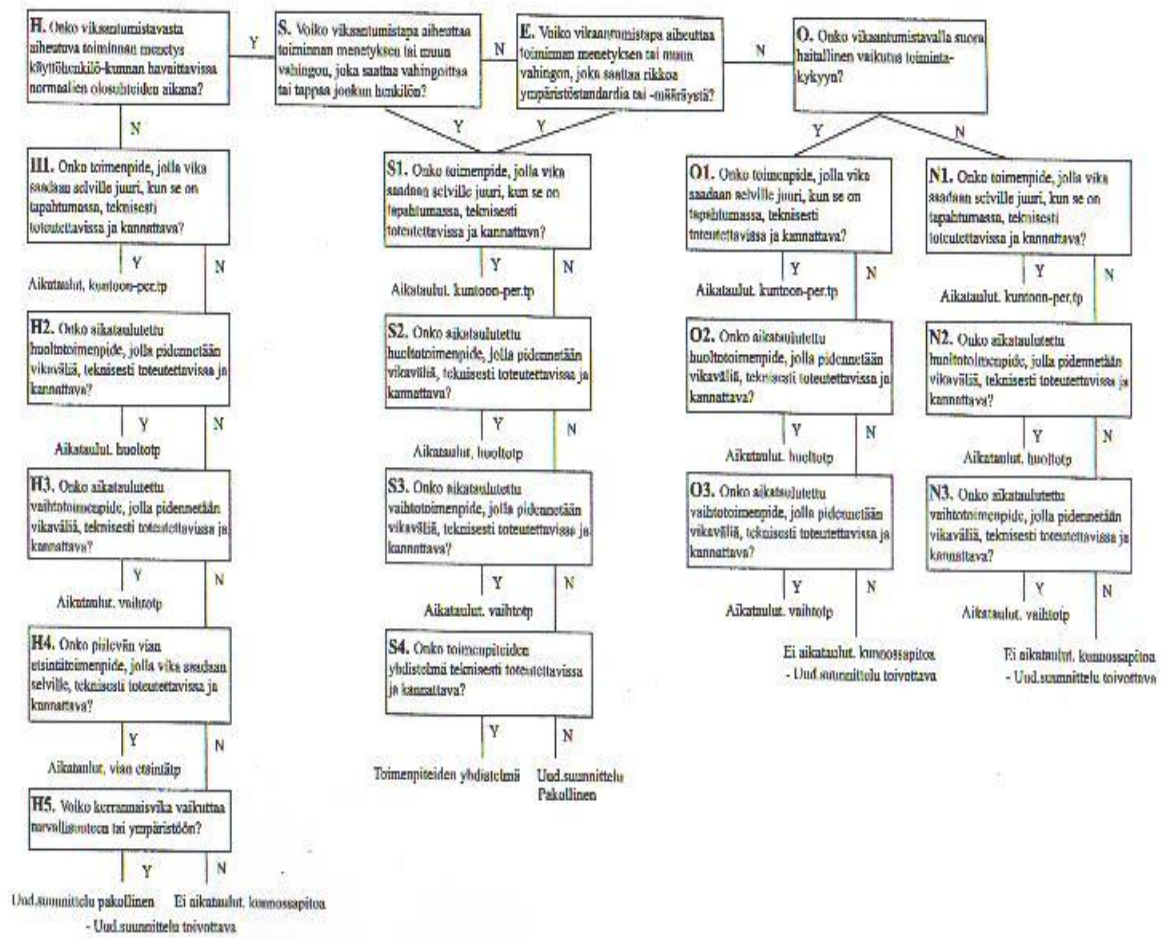 H. Onko vikaantumistavasta
aiheutuva toiminnan menetys
käyttöhenkilö-kunnan havaittavissa
normaalien olosuhteiden aikana?
Y
S. Voiko vikaantumistapa aiheuttaa
toiminnan menetyksen tai muun
vahingon, joka saattaa vahingoittaa
tai tappaa jonkun henkilön?
N
E. Voiko vikaantumistapa aiheuttaa
toiminnan menetyksen tai muun
vahingon, joka saattaa rikkoa
ympäristöstandardia tai -määräystä?
N
O. Onko vikaantumistavalla suora
haitallinen vaikutus toiminta-
kykyyn?
N
Y
Y
Y
N
H1. Onko toimenpide, jolla vika
saadaan selville juuri, kun se on
tapahtumassa, teknisesti
toteutettavissa ja kannattava?
Y
N
Aikataulut. kuntoon-per.tp
H2. Onko aikataulutettu
huoltotoimenpide, jolla pidennetään
vikaväliä, teknisesti toteutettavissa ja
kannattava?
Y
N
Aikataulut. huoltotp
H3. Onko aikataulutettu
vaihtotoimenpide, jolla pidennetään
vikaväliä, teknisesti toteutettavissa ja
kannattava?
Y
N
Aikataulut. vaihtotp
H4. Onko piilevän vian
etsintätoimenpide, jolla vika saadaan
selville, teknisesti toteutettavissa ja
kannattava?
Y
N
Aikataulut. vian etsintätp
H5. Voiko kerrannaisvika vaikuttaa
turvallisuuteen tai ympäristöön?
Y
N
Uud.suunnittelu pakollinen
Ei aikataulut. kunnossapitoa
- Uud.suunnittelu toivottava
S1. Onko toimenpide, jolla vika
saadaan selville juuri, kun se on
tapahtumassa, teknisesti
toteutettavissa ja kannattava?
Y
N
Aikataulut. kuntoon-per.tp
S2. Onko aikataulutettu
huoltotoimenpide, jolla pidennetään
vikaväliä, teknisesti toteutettavissa ja
kannattava?
Y
N
Aikataulut. huoltotp
S3. Onko aikataulutettu
vaihtotoimenpide, jolla pidennetään
vikaväliä, teknisesti toteutettavissa ja
kannattava?
Y
N
Aikataulut. vaihtotp
S4. Onko toimenpiteiden
yhdistelmä teknisesti toteutettavissa
ja kannattava?
Y
N
Toimenpiteiden yhdistelmä
Uud.suunnittelu
Pakollinen
O1. Onko toimenpide, jolla vika
saadaan selville juuri, kun se on
tapahtumassa, teknisesti
toteutettavissa ja kannattava?
Y
N
Aikataulut. kuntoon-per.tp
O2. Onko aikataulutettu
huoltotoimenpide, jolla pidennetään
vikaväliä, teknisesti toteutettavissa ja
kannattava?
Y
N
Aikataulut. huoltotp
O3. Onko aikataulutettu
vaihtotoimenpide, jolla pidennetään
vikaväliä, teknisesti toteutettavissa ja
kannattava?
Y
N
Aikataulut. vaihtotp
Ei aikataulut. kunnossapitoa
- Uud.suunnittelu toivottava
N1. Onko toimenpide, jolla vika
saadaan selville juuri, kun se on
tapahtumassa, teknisesti
toteutettavissa ja kannattava?
Y
N
Aikataulut. kuntoon-per.tp
N2. Onko aikataulutettu
huoltotoimenpide, jolla pidennetään
vikaväliä, teknisesti toteutettavissa ja
kannattava?
Y
N
Aikataulut. huoltotp
N3. Onko aikataulutettu
vaihtotoimenpide, jolla pidennetään
vikaväliä, teknisesti toteutettavissa ja
kannattava?
Y
N
Aikataulut. vaihtotp
Ei aikataulut. kunnossapitoa
- Uud.suunnittelu toivottava